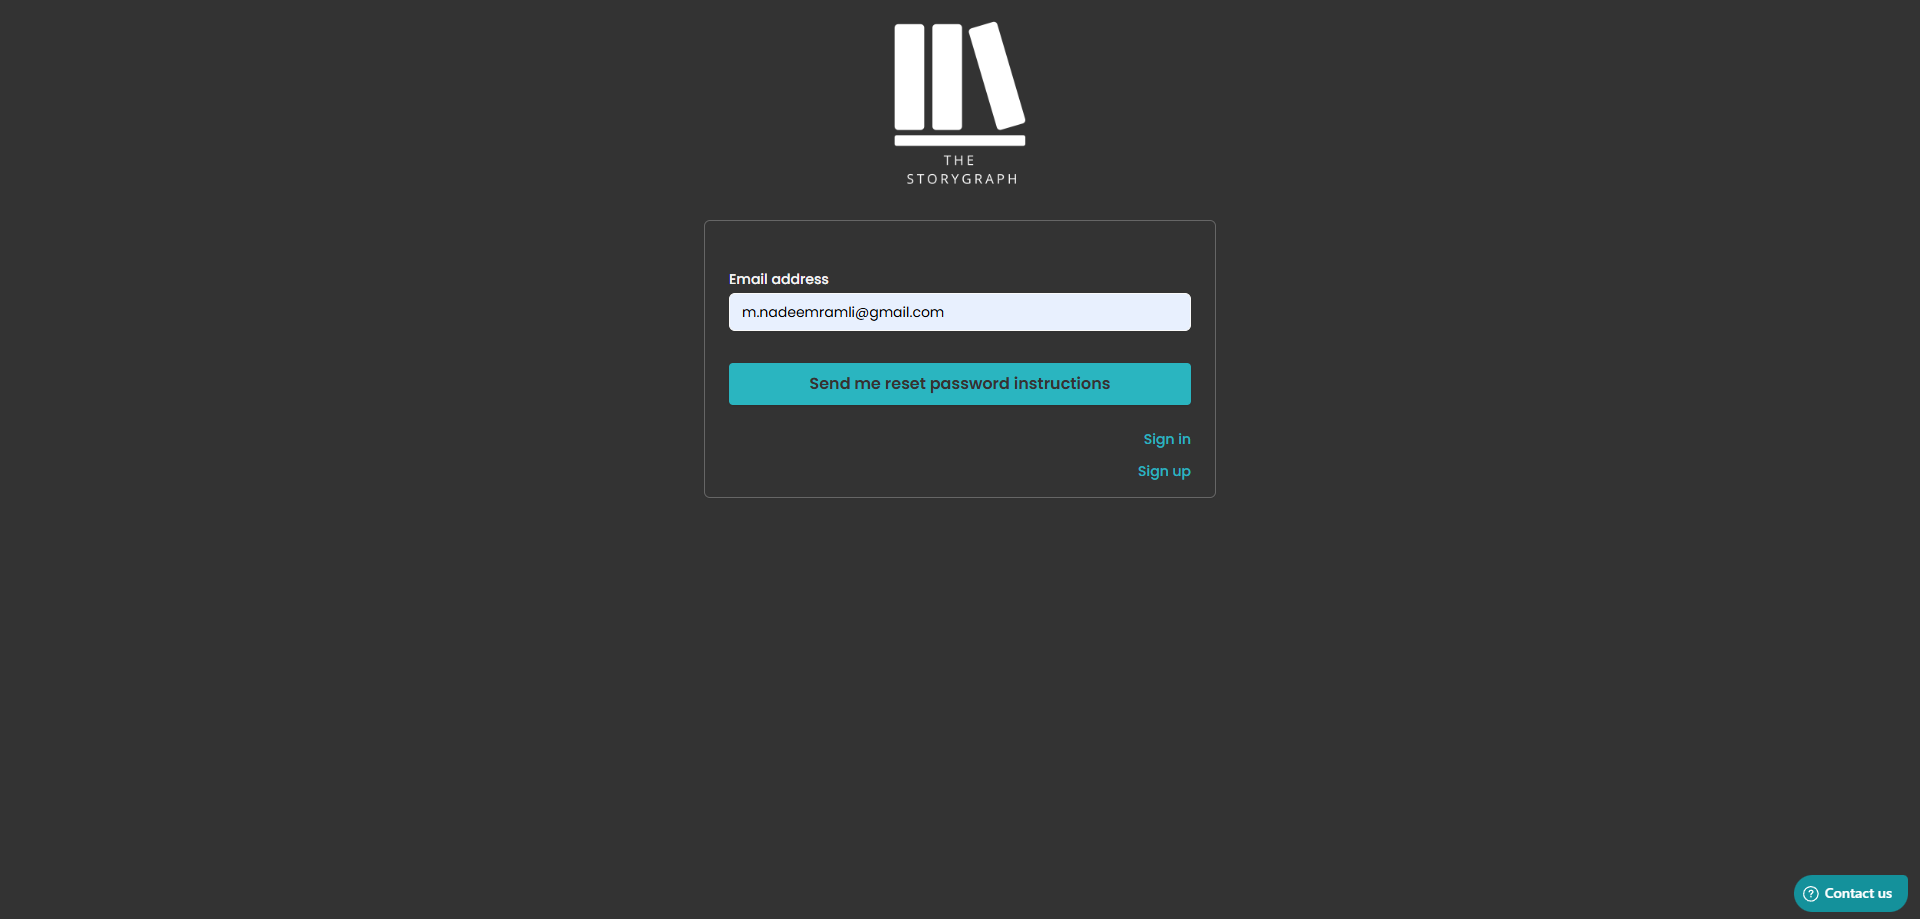 THE
STORYGRAPH
Email address
m.nadeemramli@gmail.com
Send me reset password instructions
Sign in
Sign up
Contact us